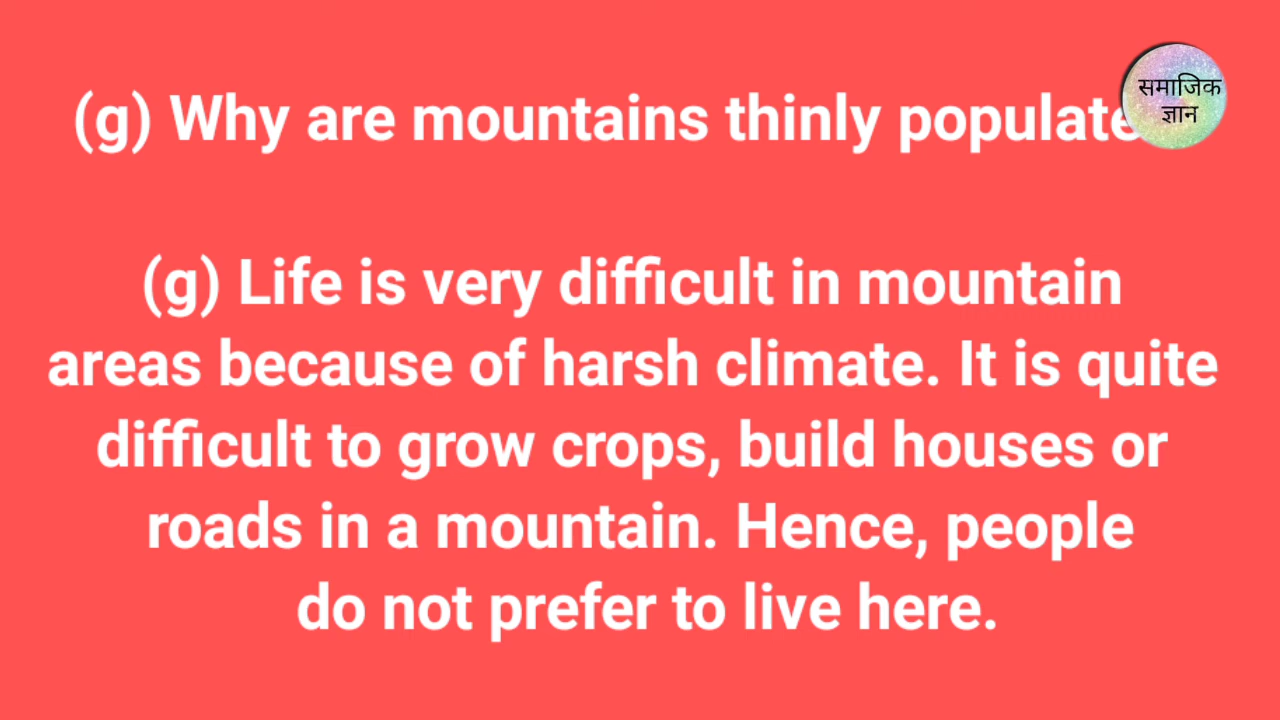 (g) Why are mountains thinly populate
समाजिक
ज्ञान
(g) Life is very difficult in mountain
areas because of harsh climate. It is quite
difficult to grow crops, build houses or
roads in a mountain. Hence, people
do not prefer to live here.